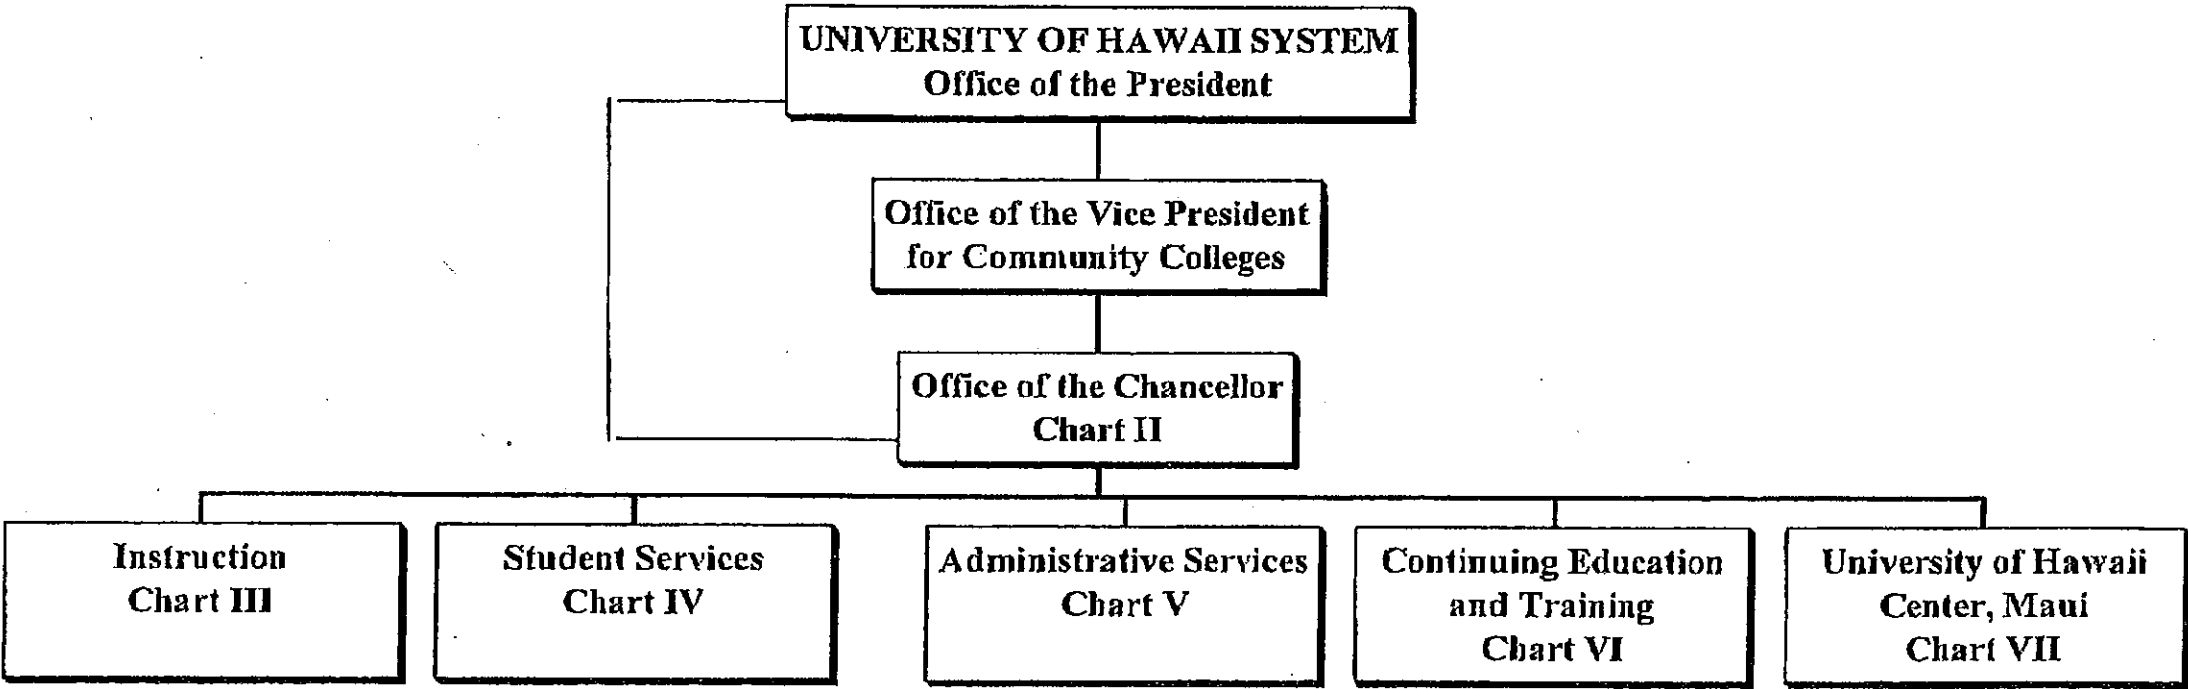 UNIVERSITY OF HAWAII SYSTEM
Office of the President
Office of the Vice President
for Community Colleges
Office of the Chancellor
Chart II
Instruction
Chart III
Student Services
Chart IV
Administrative Services
Chart V
Continuing Education
and Training
Chart VI
University of Hawaii
Center, Maui
Chart VII